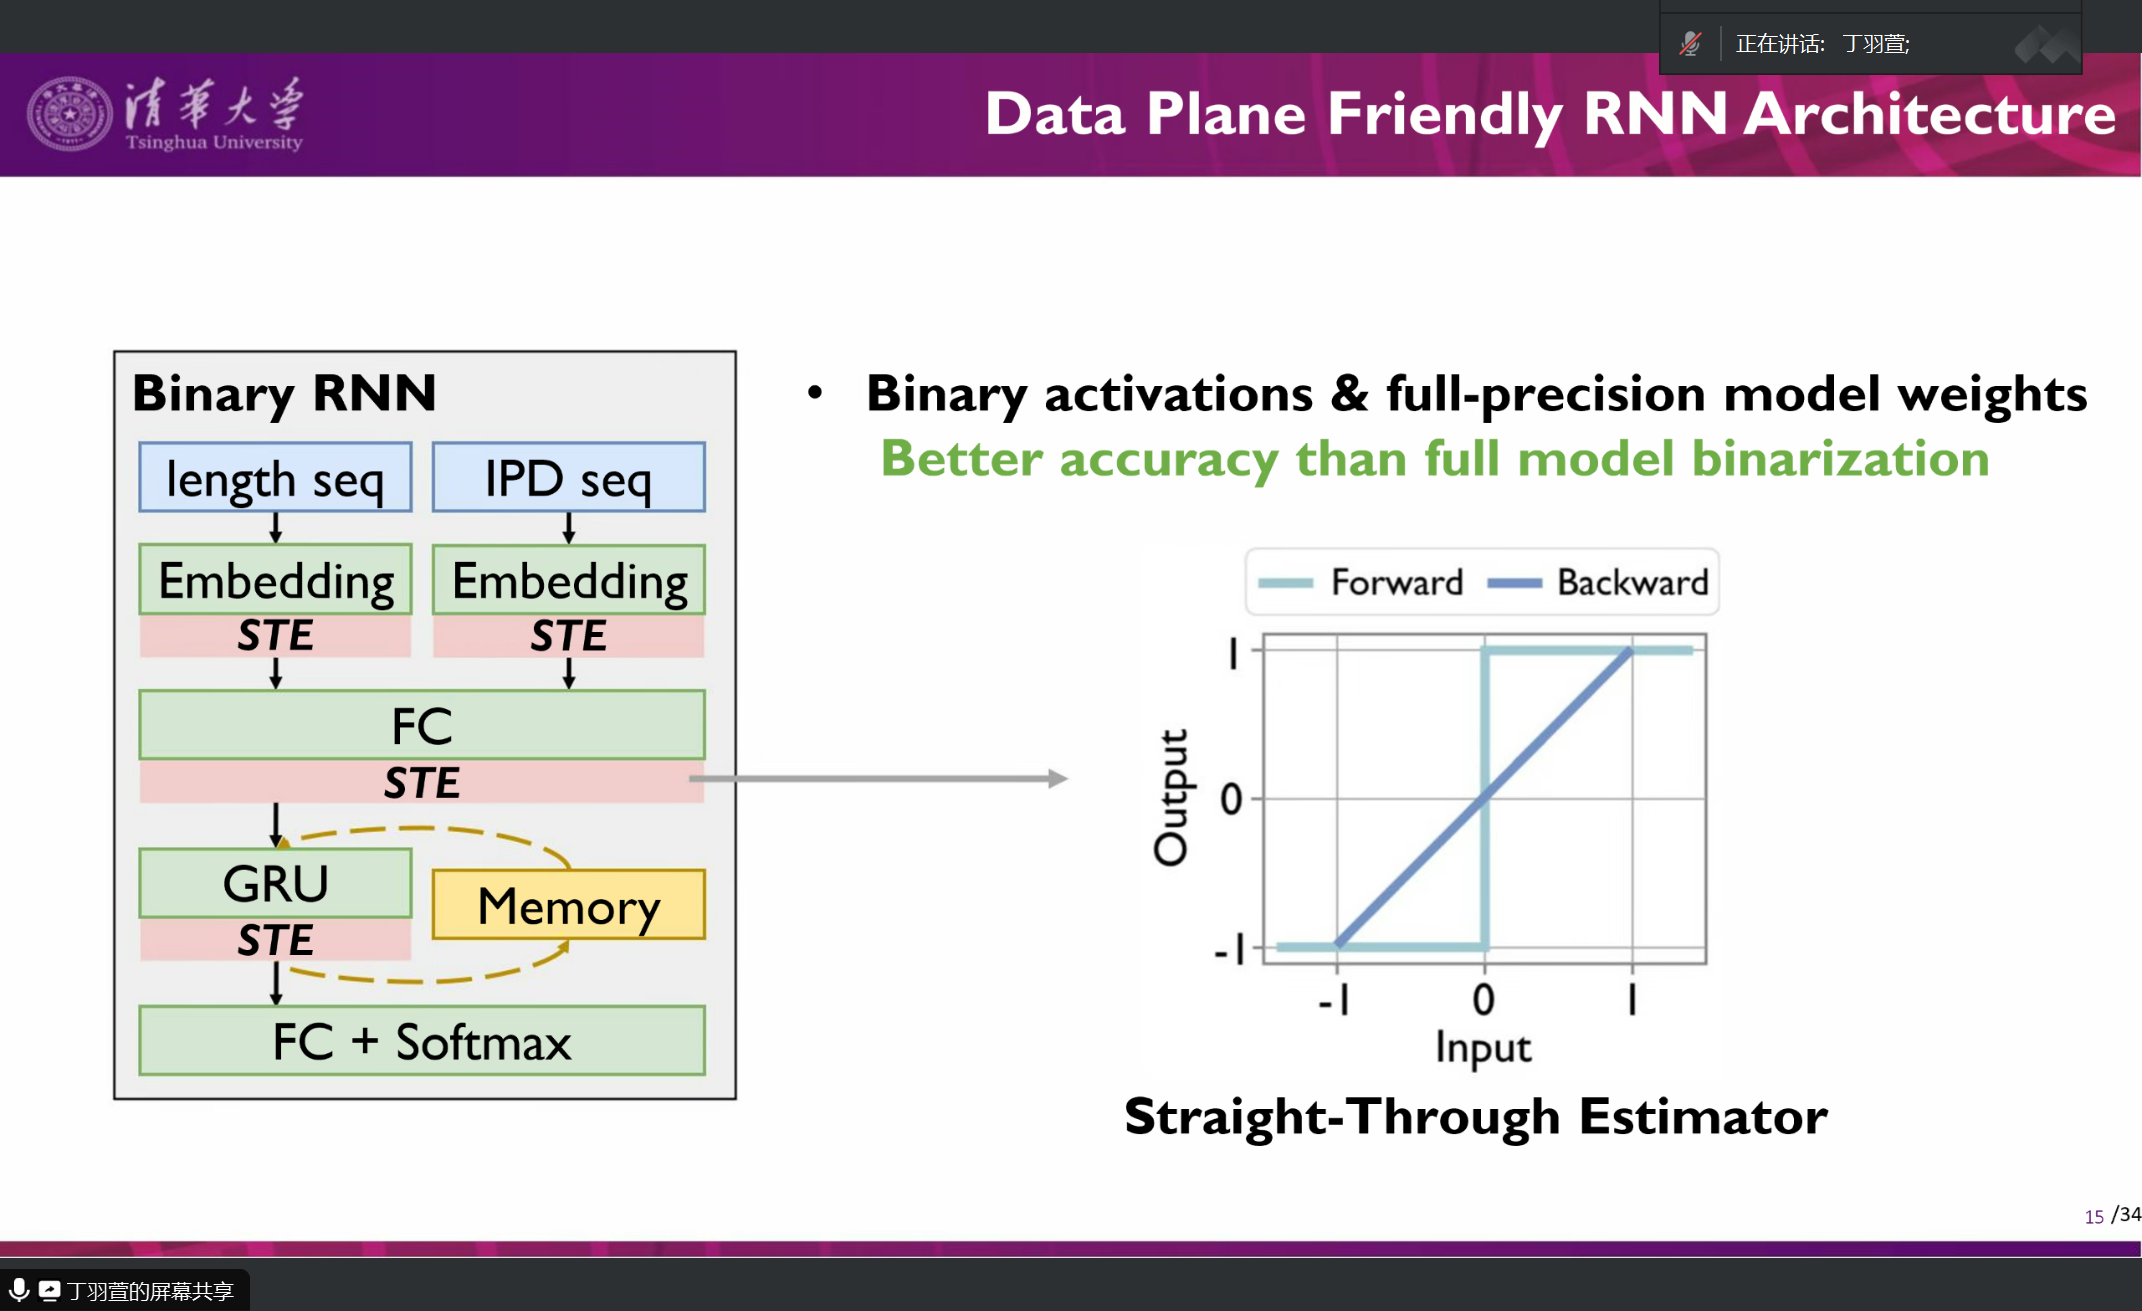 正在讲话: 丁羽萱;
清华大学
Tsinghua University
Data Plane Friendly RNN Architecture
Binary RNN
length seq
IPD seq
Embedding
Embedding
STE
STE
FC
STE
GRU
Memory
STE
FC + Softmax
• Binary activations & full-precision model weights
Better accuracy than full model binarization
Forward
Backward
1
0
-1
Output
-1
0
1
Input
Straight-Through Estimator
15 /34
丁羽萱的屏幕共享